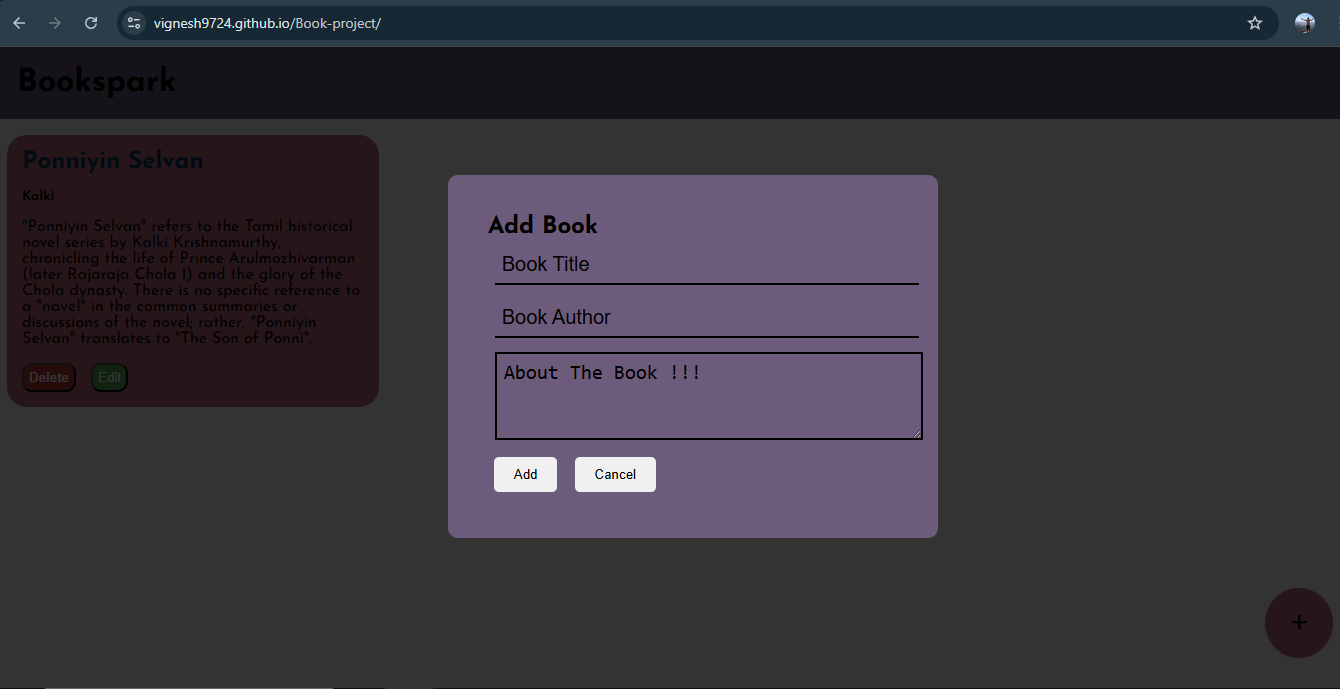 vignesh9724.github.io/Book-project/
Bookspark
Ponniyin Selvan
Kalki
"Ponniyin Selvan" refers to the Tamil historical
novel series by Kalki Krishnamurthy,
chronicling the life of Prince Arulmozhivarman
(later Rajaraja Chola I) and the glory of the
Chola dynasty. There is no specific reference to
a "navel" in the common summaries or
discussions of the novel; rather, "Ponniyin
Selvan" translates to "The Son of Ponni".
Delete Edit
Add Book
Book Title
Book Author
About The Book !!!
Add Cancel
+